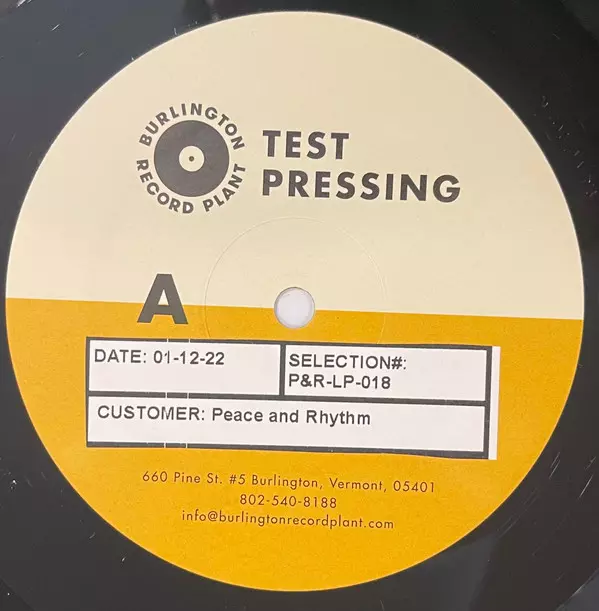 BURLINGTON
RECORD PLANT
TEST
PRESSING
A
DATE: 01-12-22
SELECTION#:
P&R-LP-018
CUSTOMER: Peace and Rhythm
660 Pine St. #5 Burlington, Vermont, 05401
802-540-8188
info@burlingtonrecordplant.com